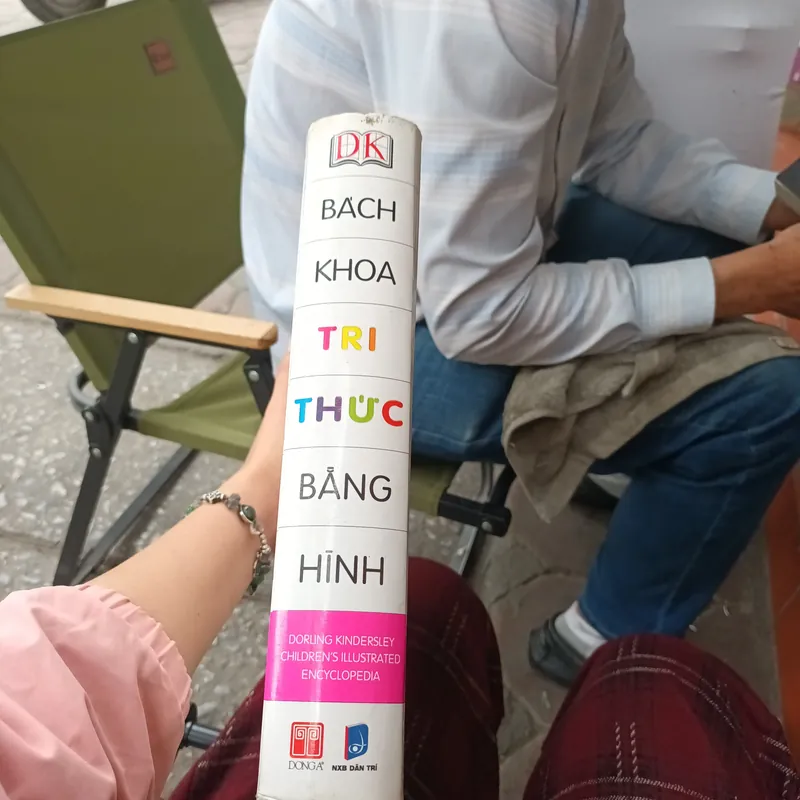 DK
BÁCH
KHOA
TRI
THỨC
BẰNG
HÌNH
DORLING KINDERSLEY
CHILDREN'S ILLUSTRATED
ENCYCLOPEDIA
DONG A
NXB DÂN TRÍ